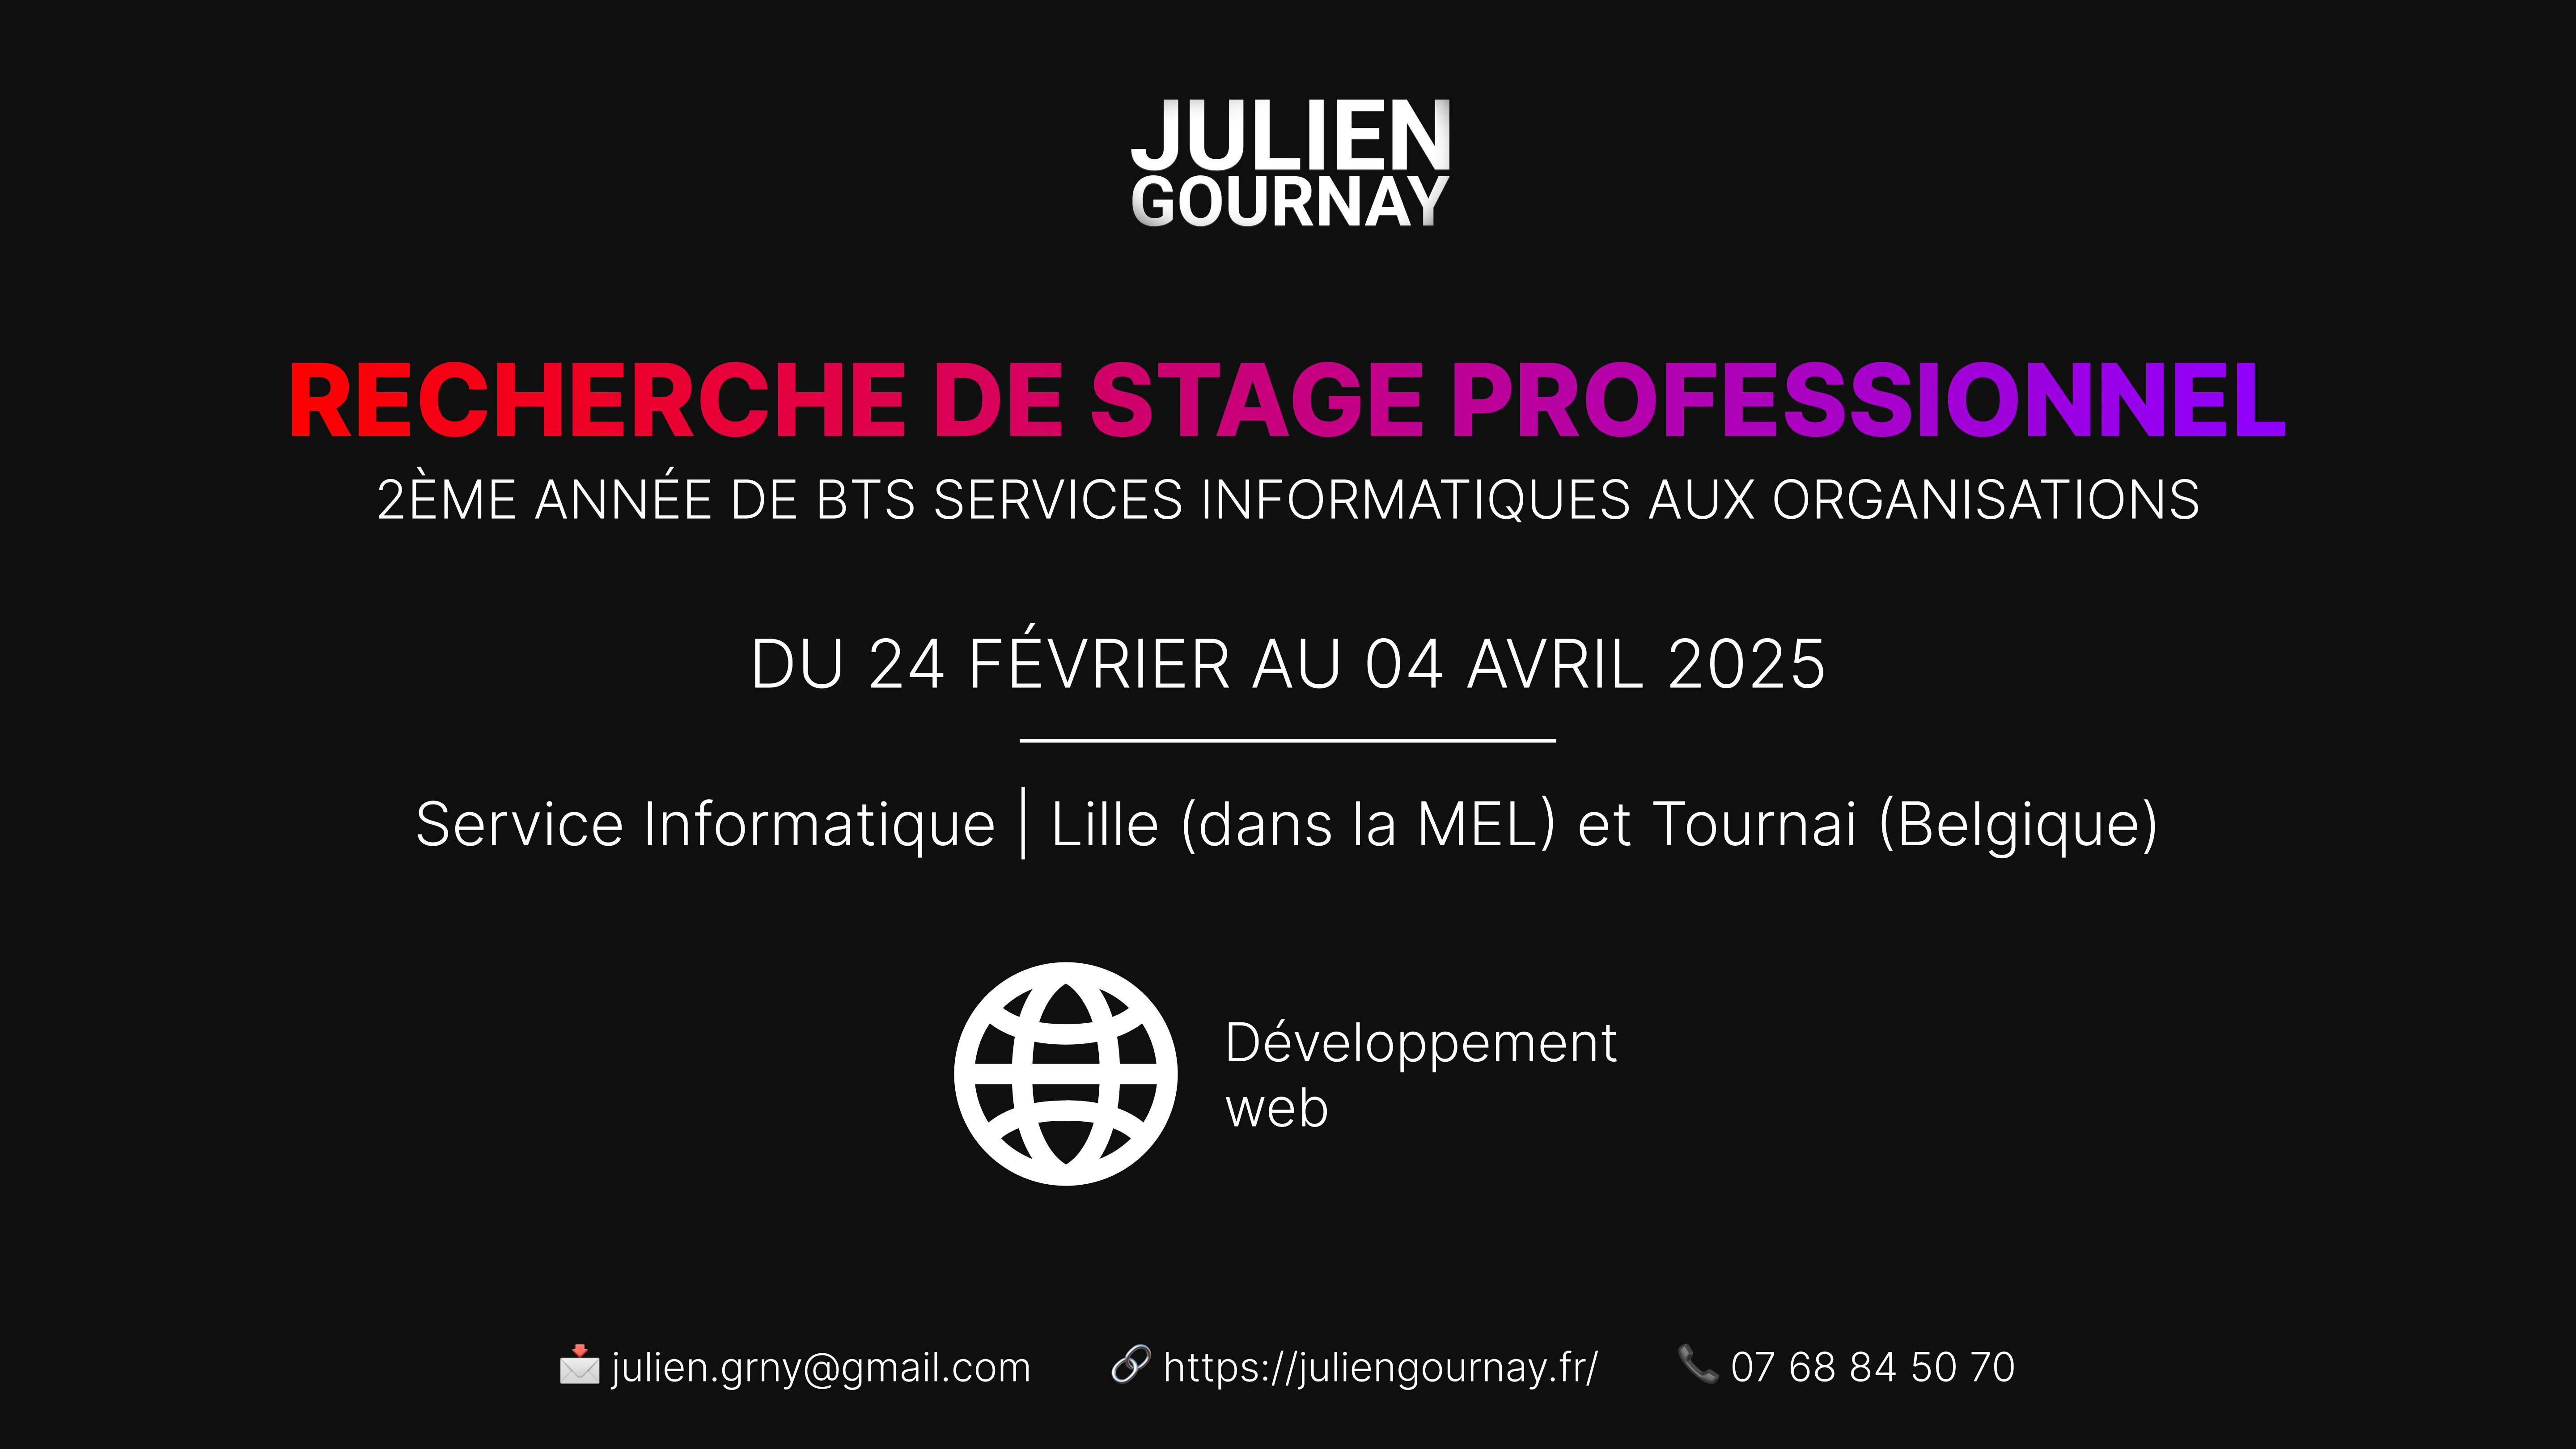 JULIEN
GOURNAY
RECHERCHE DE STAGE PROFESSIONNEL
2ÈME ANNÉE DE BTS SERVICES INFORMATIQUES AUX ORGANISATIONS
DU 24 FÉVRIER AU 04 AVRIL 2025
Service Informatique | Lille (dans la MEL) et Tournai (Belgique)
Développement
web
julien.grny@gmail.com https://juliengournay.fr/ 07 68 84 50 70